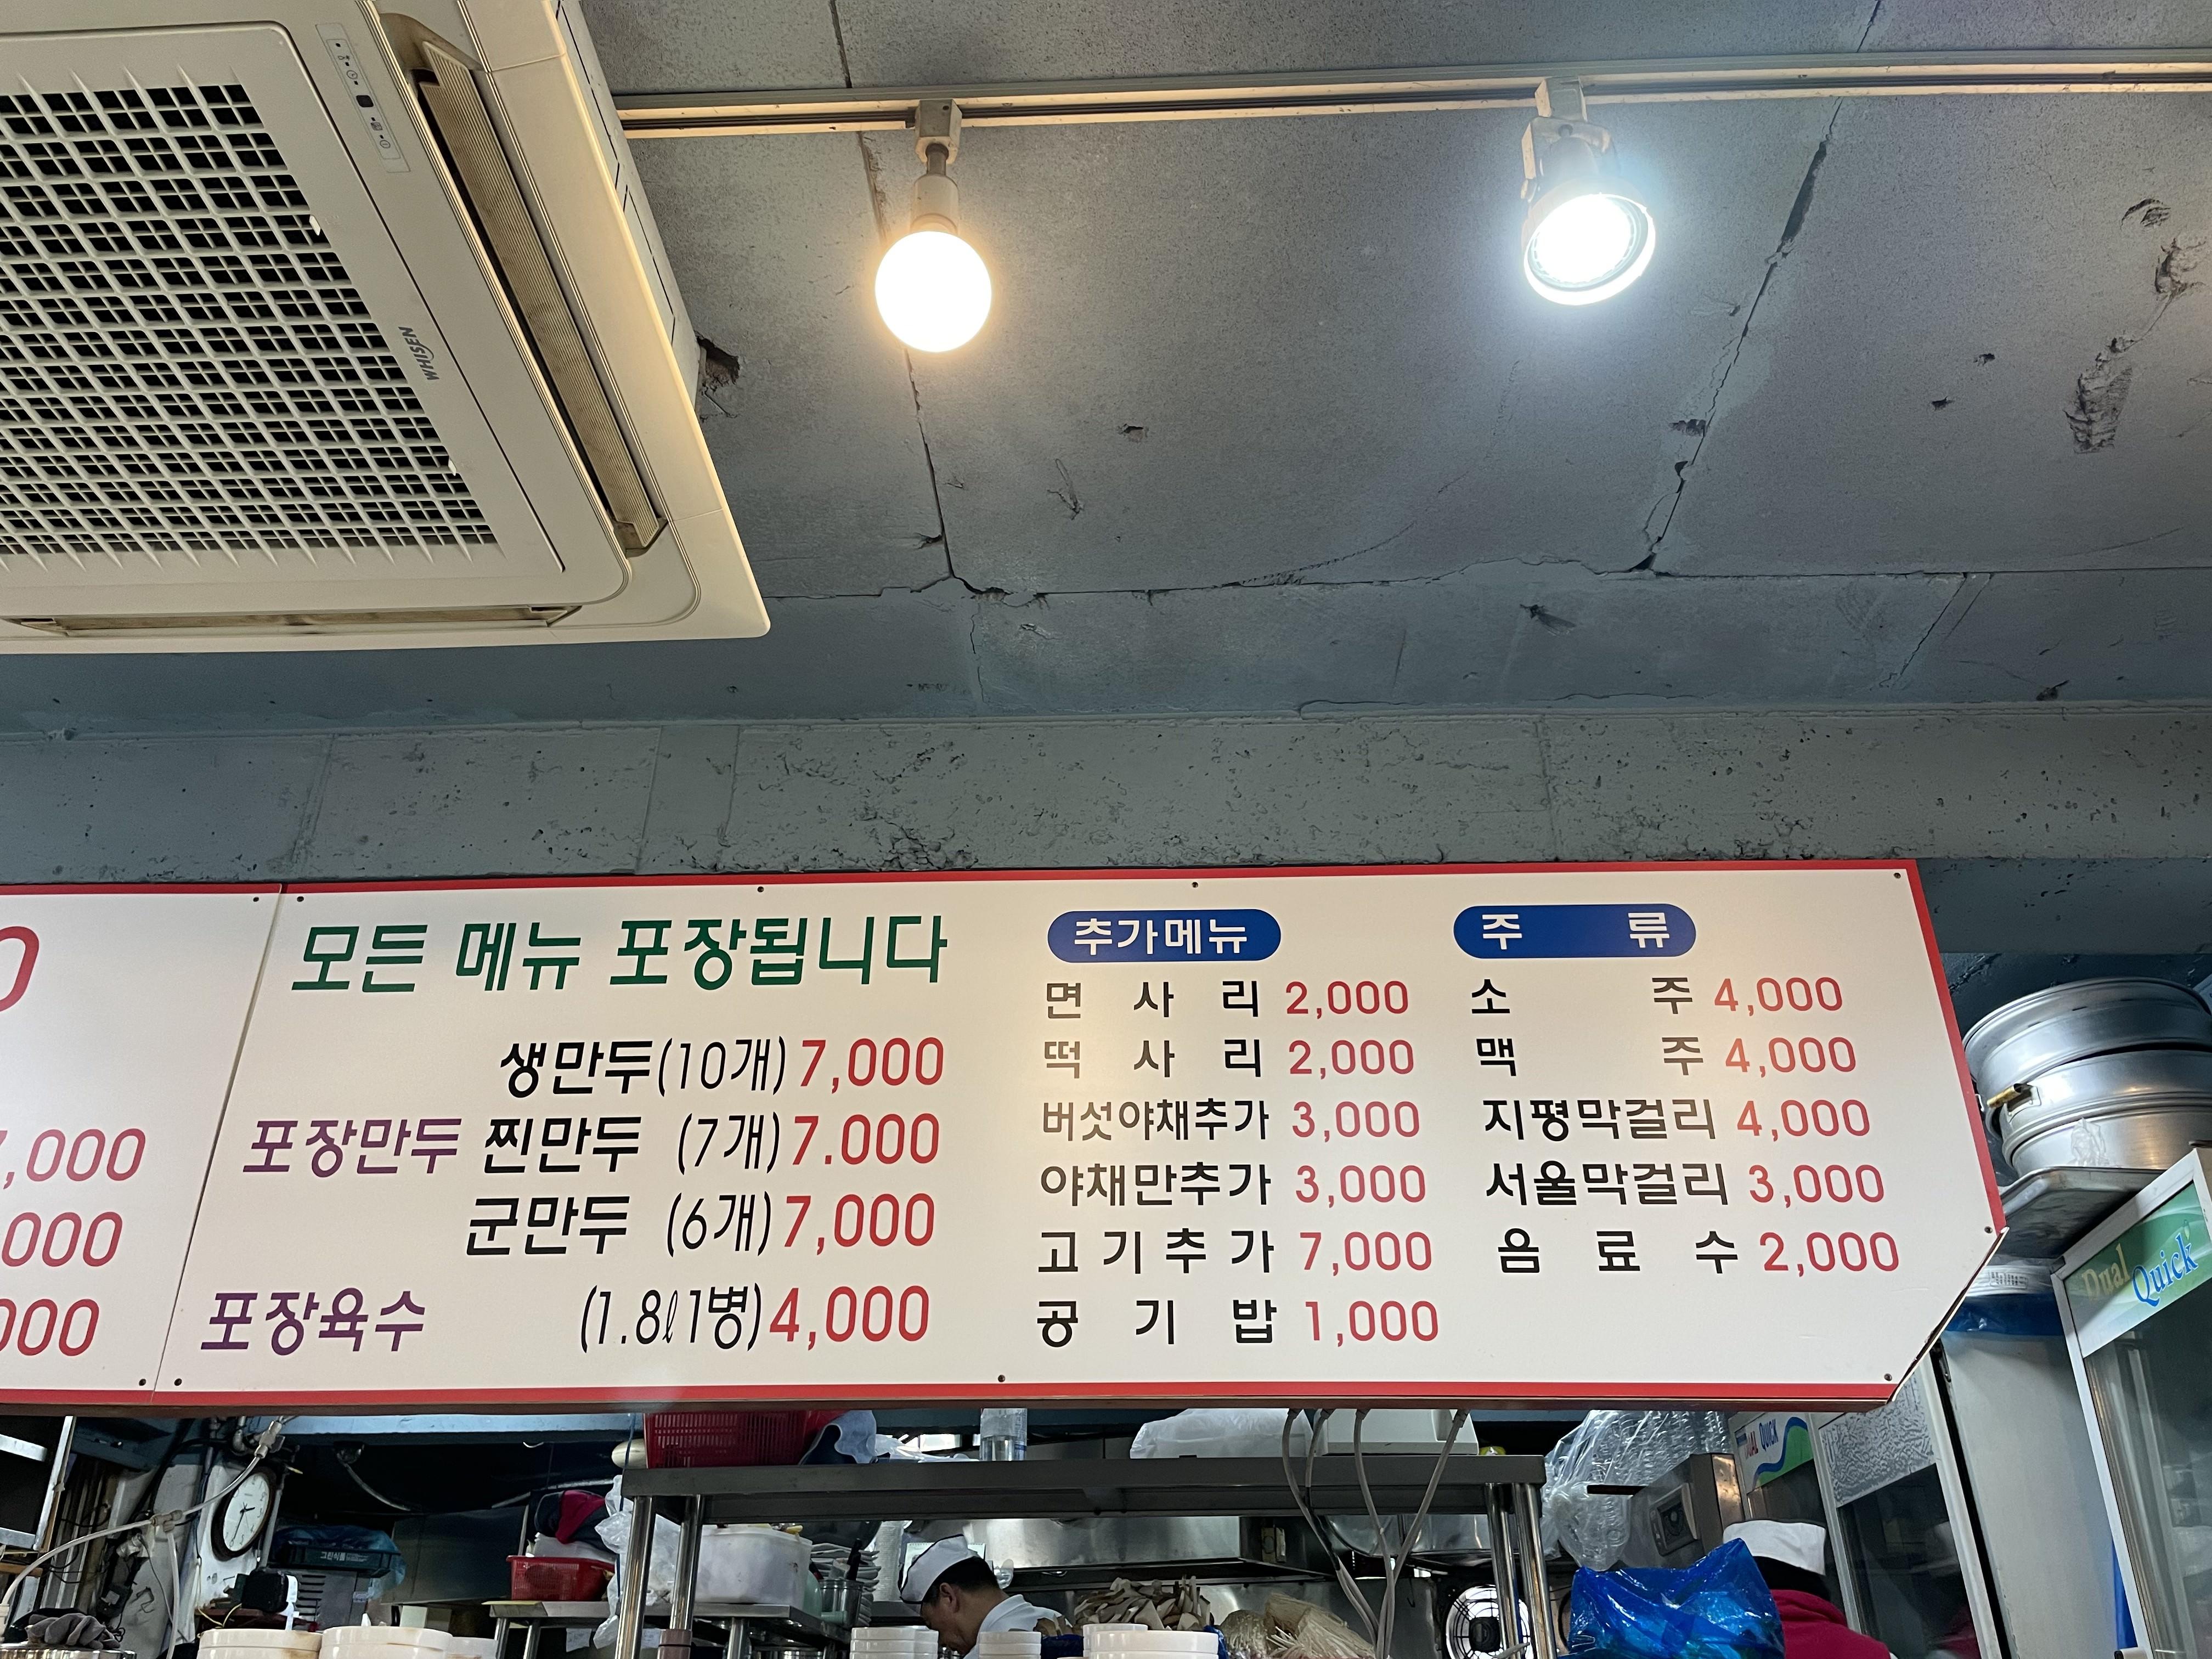 WHISEN
모든 메뉴 포장됩니다
생만두(10개) 7,000
포장만두 찐만두 (7개) 7.000
군만두 (6개) 7,000
포장육수 (1.8ℓ 1병) 4,000
추가메뉴
면 사 리 2,000
떡 사 리 2,000
버섯야채추가 3,000
야채만추가 3,000
고기추가 7,000
공 기 밥 1,000
주 류
소 주 4,000
맥 주 4,000
지평막걸리 4,000
서울막걸리 3,000
음 료 수 2,000
,000
000
000
Dual
Quick